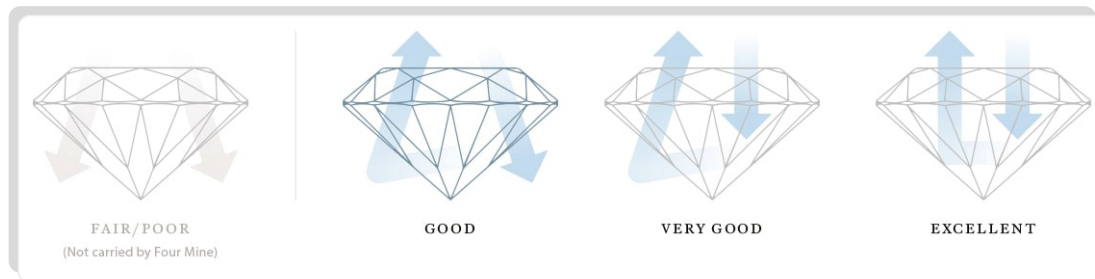 FAIR/POOR
(Not carried by Four Mine)
GOOD
VERY GOOD
EXCELLENT